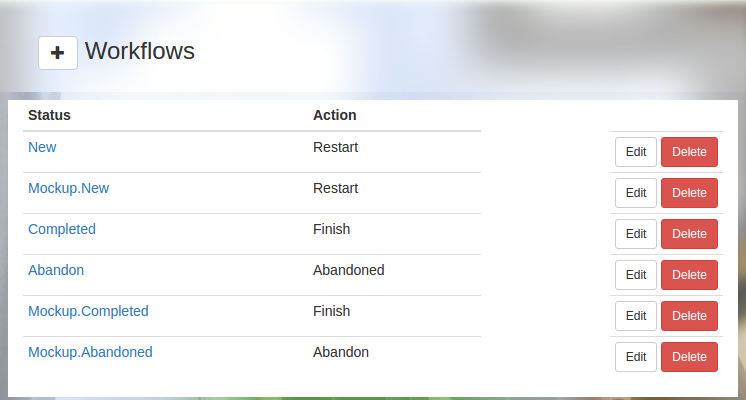 + Workflows
Status Action
New Restart Edit Delete
Mockup.New Restart Edit Delete
Completed Finish Edit Delete
Abandon Abandoned Edit Delete
Mockup.Completed Finish Edit Delete
Mockup.Abandoned Abandon Edit Delete